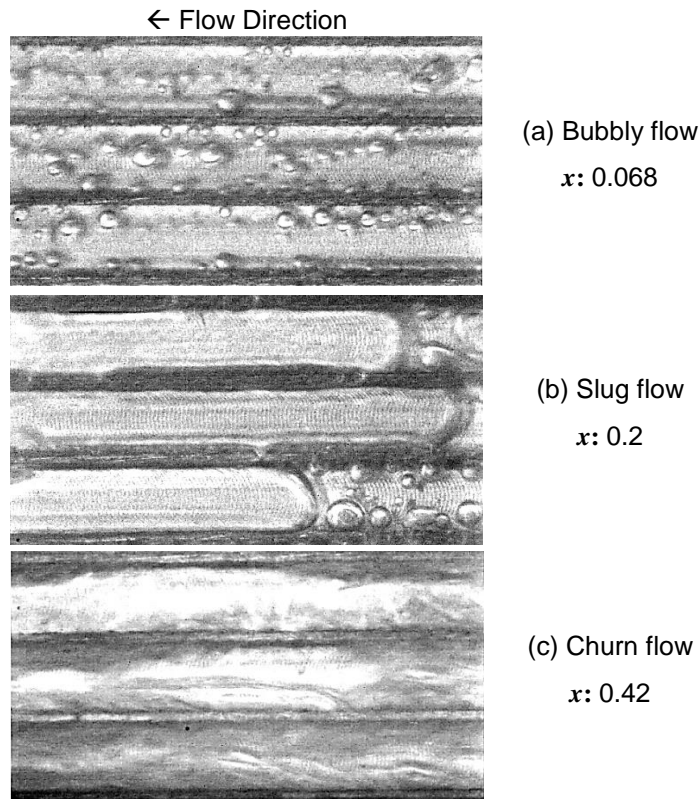 ← Flow Direction
(a) Bubbly flow
x: 0.068
(b) Slug flow
x: 0.2
(c) Churn flow
x: 0.42